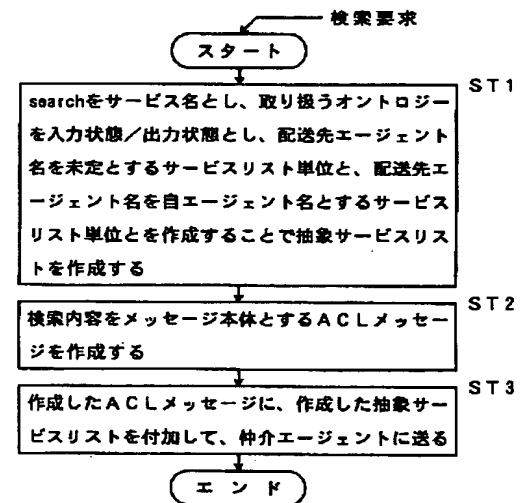 検索要求
スタート
ST1
searchをサービス名とし、取り扱うオントロジー
を入力状態/出力状態とし、配送先エージェント
名を未定とするサービスリスト単位と、配送先エ
ージェント名を自エージェント名とするサービス
リスト単位とを作成することで抽象サービスリス
トを作成する
ST2
検索内容をメッセージ本体とするACLメッセー
ジを作成する
ST3
作成したACLメッセージに、作成した抽象サー
ビスリストを付加して、仲介エージェントに送る
エンド